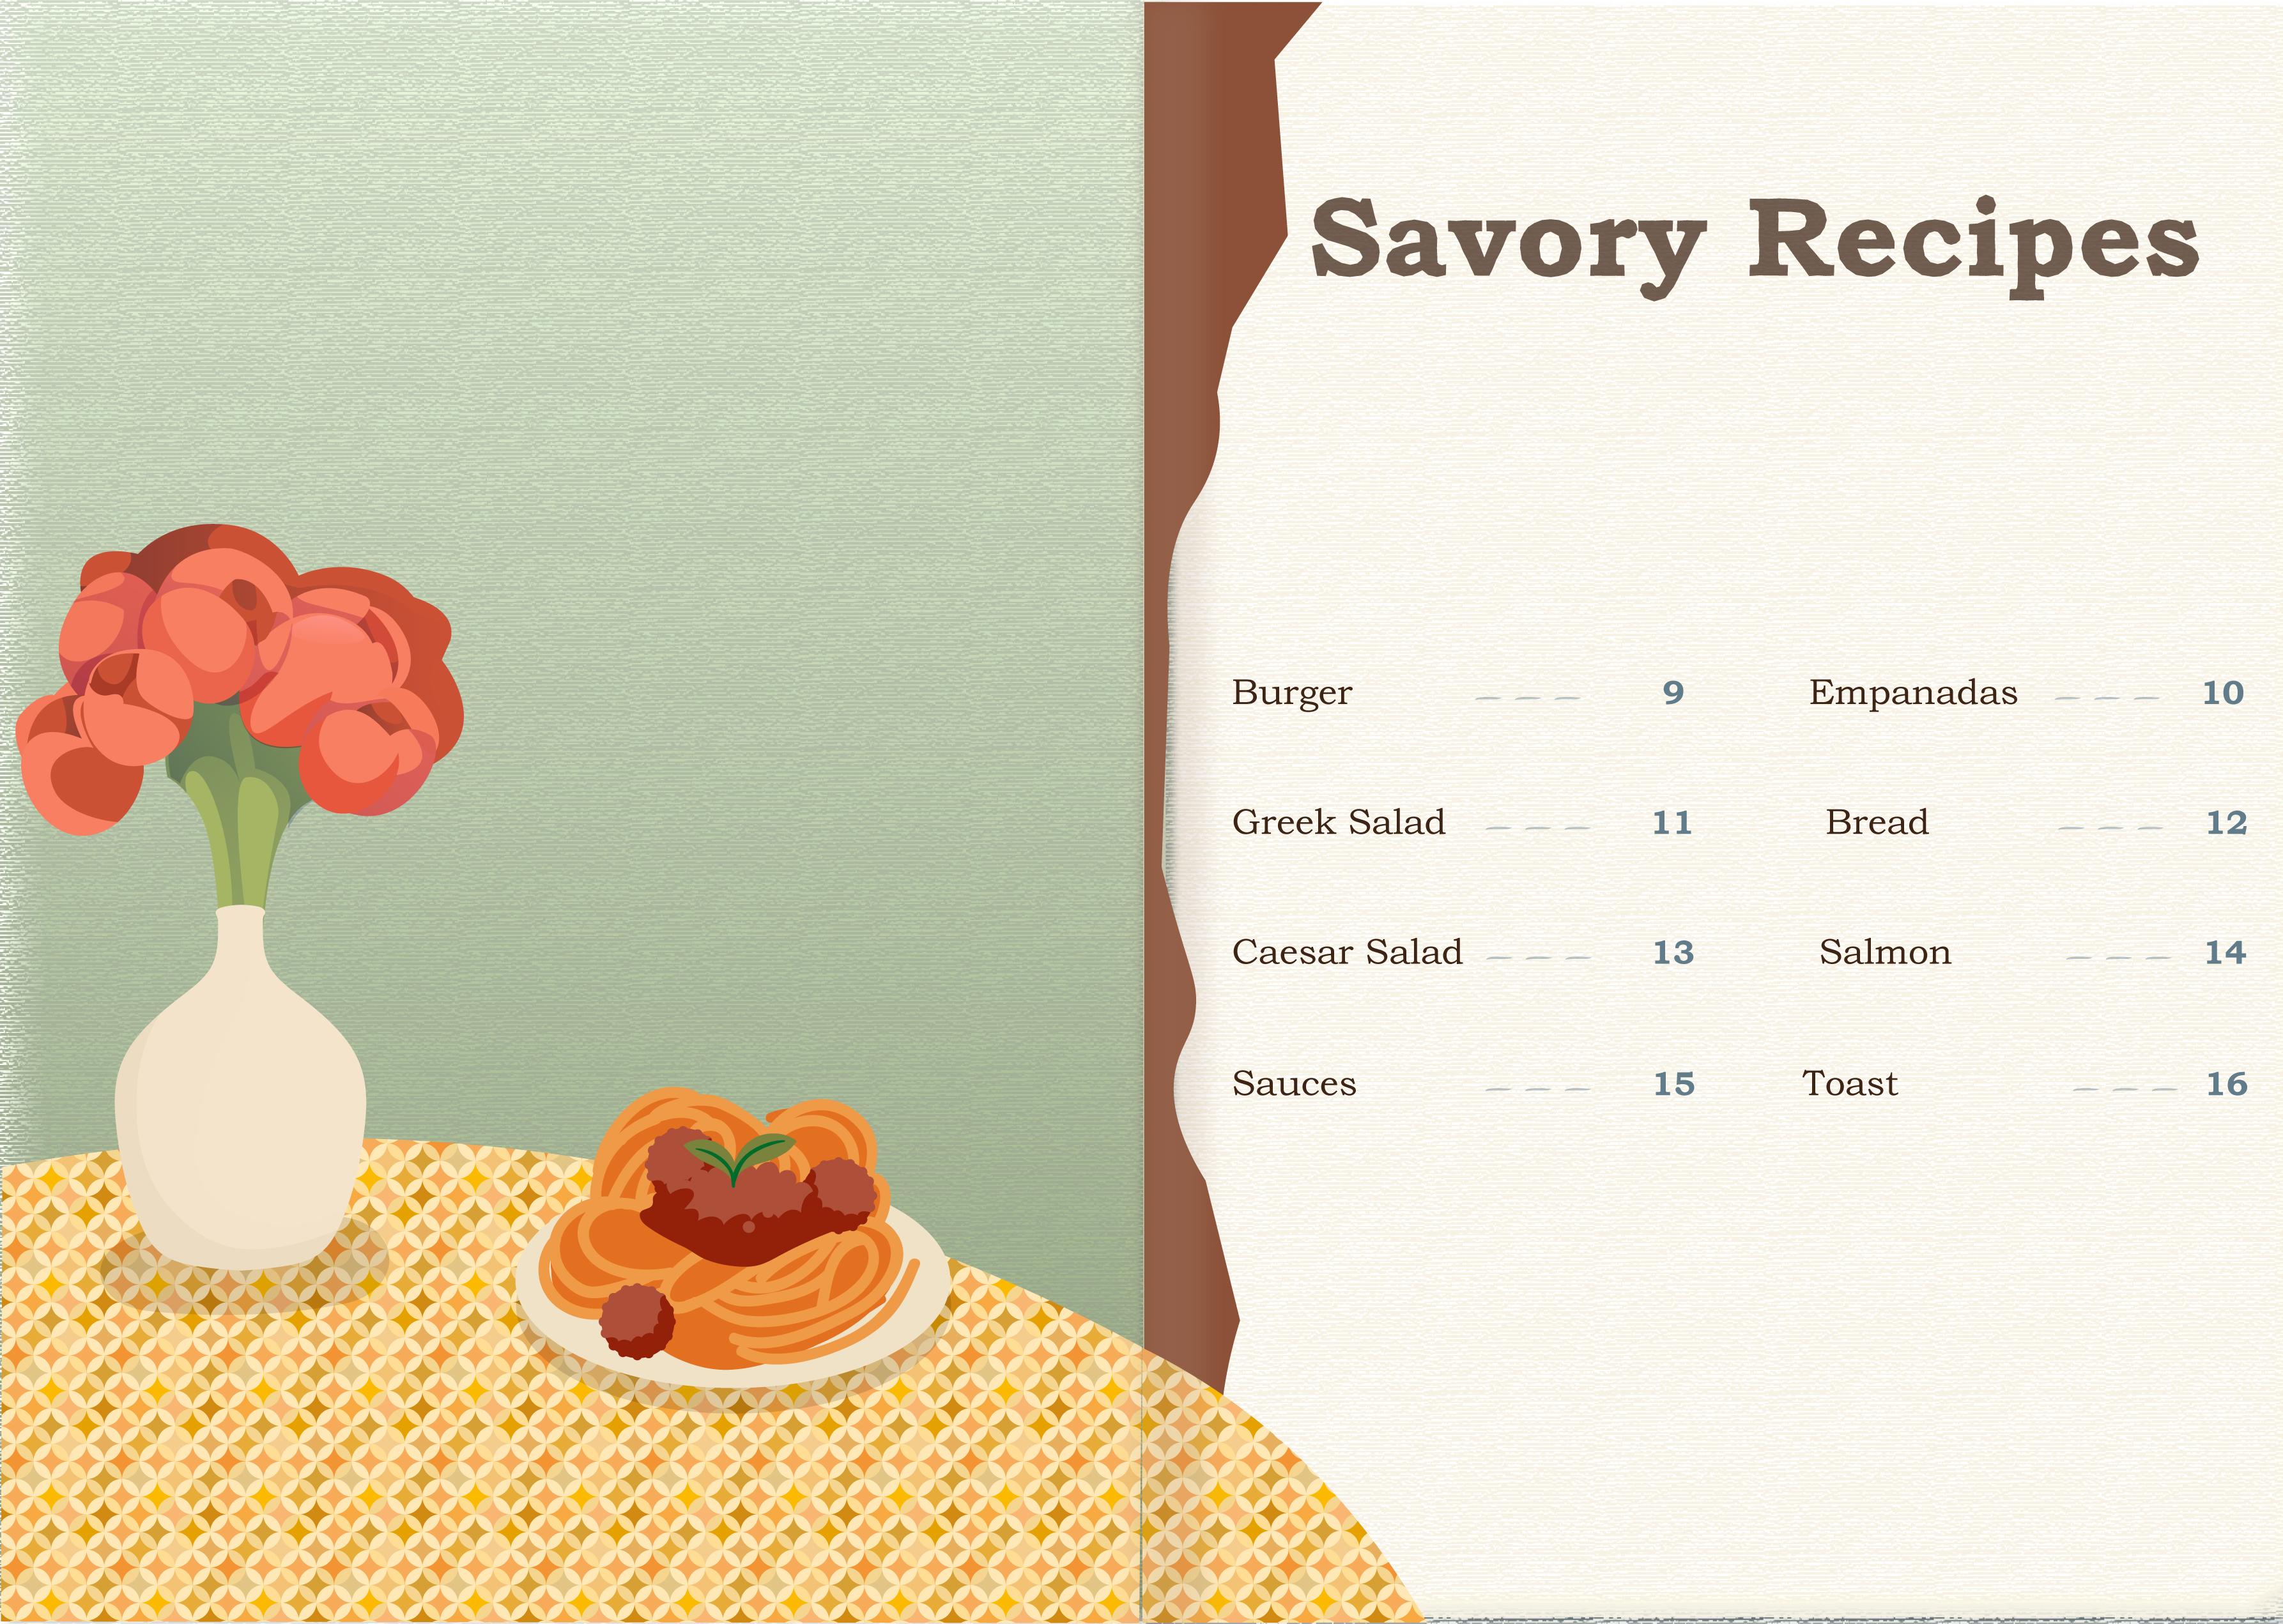 Savory Recipes
Burger — — — 9 Empanadas — — — 10
Greek Salad — — — 11 Bread — — — 12
Caesar Salad — — — 13 Salmon — — — 14
Sauces — — — 15 Toast — — — 16